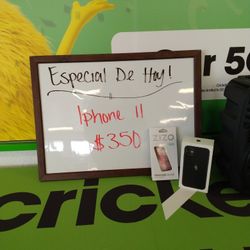 r 50
Especial De Hoy!
Iphone 11
$350
ZIZO
cricke